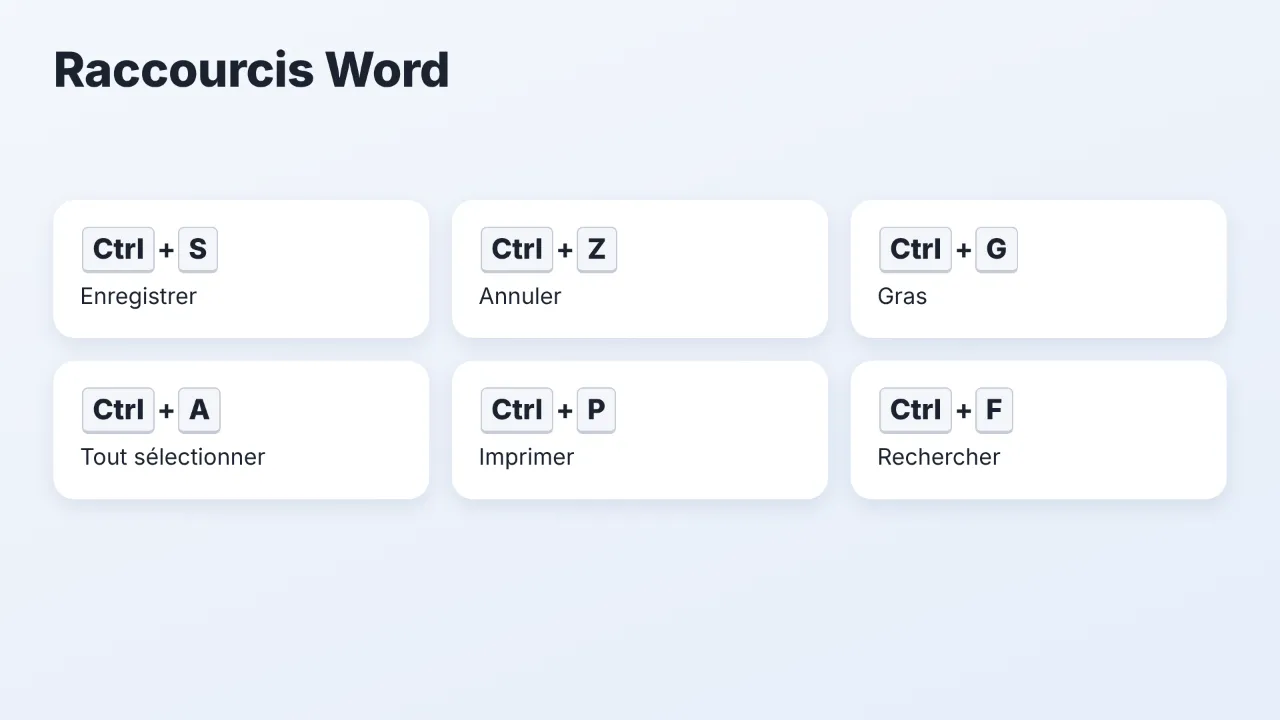 Raccourcis Word
Ctrl + S
Enregistrer
Ctrl + Z
Annuler
Ctrl + G
Gras
Ctrl + A
Tout sélectionner
Ctrl + P
Imprimer
Ctrl + F
Rechercher